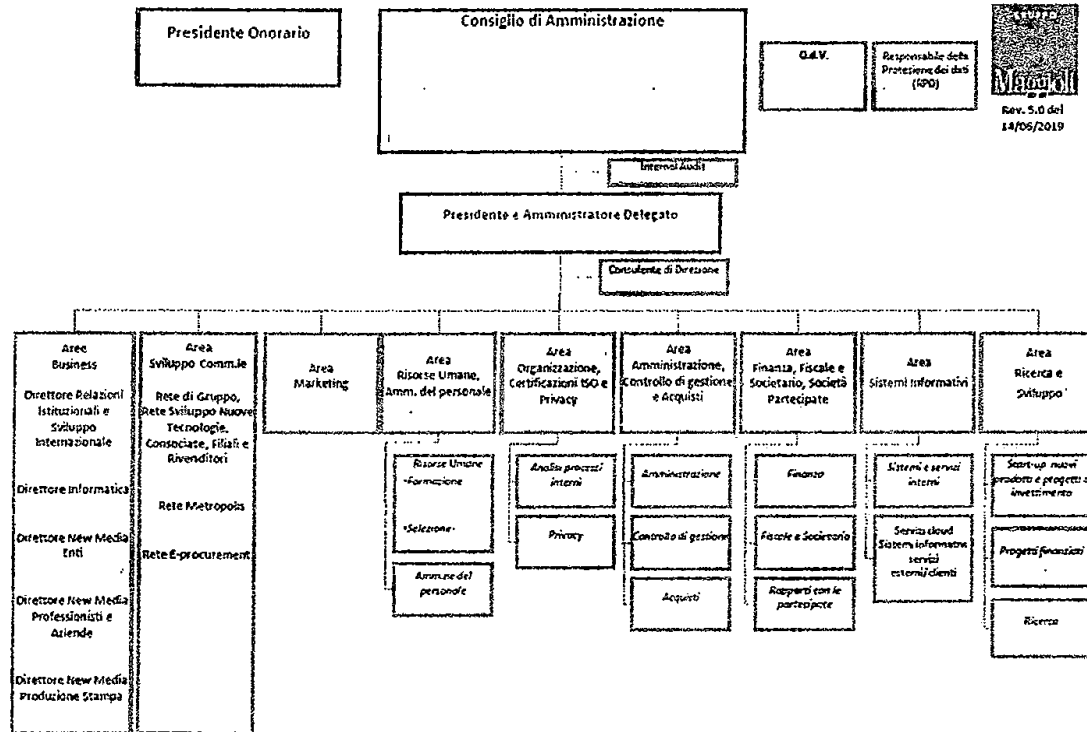 Presidente Onorario
Consiglio di Amministrazione
O.d.V.
Responsabile della
Protezione dei dati
(RPD)
Maggioli
Rev. 5.0 del
14/06/2019
Internal Audit
Presidente e Amministratore Delegato
Consulente di Direzione
Aree
Business
Direttore Relazioni
Istituzionali e
Sviluppo
Internazionale
Direttore Informatica
Direttore New Media
Enti
Direttore New Media
Professionisti e
Aziende
Direttore New Media
Produzione Stampa
Area
Sviluppo Comm.le
Rete di Gruppo,
Rete Sviluppo Nuove
Tecnologie,
Consociate, Filiali e
Rivenditori
Rete Metropolis
Rete E-procurement
Area
Marketing
Area
Risorse Umane,
Amm. del personale
Risorse Umane
•Formazione
•Selezione
Amm.ne del
personale
Area
Organizzazione,
Certificazioni ISO e
Privacy
Analisi processi
interni
Privacy
Area
Amministrazione,
Controllo di gestione
e Acquisti
Amministrazione
Controllo di gestione
Acquisti
Area
Finanza, Fiscale e
Societario, Società
Partecipate
Finanza
Fiscale e Societario
Rapporti con le
partecipate
Area
Sistemi Informativi
Sistemi e servizi
interni
Servizi cloud
Sistemi informativi
servizi
esterni/clienti
Area
Ricerca e
Sviluppo
Start-up nuovi
prodotti e progetti
investimento
Progetti finanziati
Ricerca